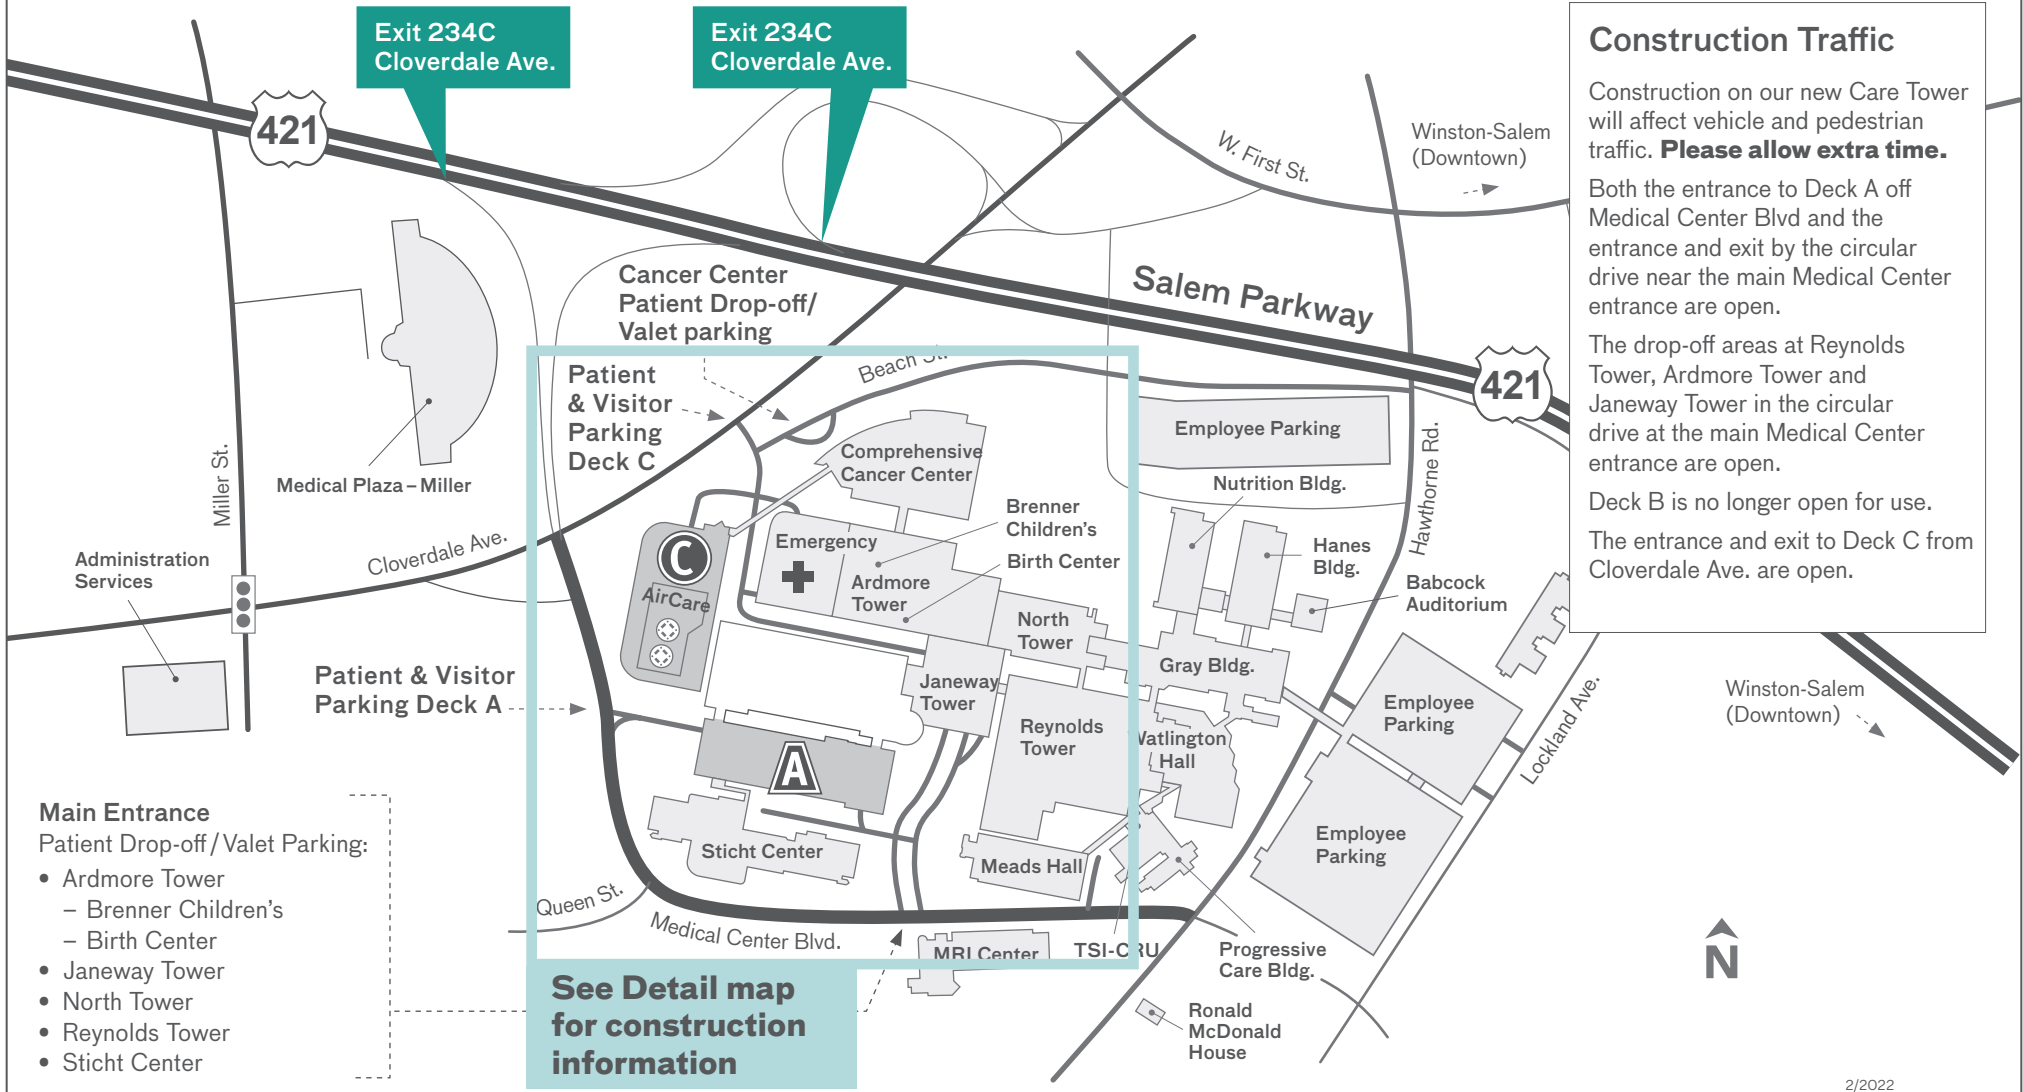 Exit 234C
Cloverdale Ave.
Exit 234C
Cloverdale Ave.
421
W. First St.
Winston-Salem
(Downtown)
Salem Parkway
421
Construction Traffic
Construction on our new Care Tower
will affect vehicle and pedestrian
traffic. Please allow extra time.
Both the entrance to Deck A off
Medical Center Blvd and the
entrance and exit by the circular
drive near the main Medical Center
entrance are open.
The drop-off areas at Reynolds
Tower, Ardmore Tower and
Janeway Tower in the circular
drive at the main Medical Center
entrance are open.
Deck B is no longer open for use.
The entrance and exit to Deck C from
Cloverdale Ave. are open.
Cancer Center
Patient Drop-off/
Valet parking
Beach St.
Patient
& Visitor
Parking
Deck C
Miller St.
Medical Plaza – Miller
Comprehensive
Cancer Center
Employee Parking
Nutrition Bldg.
Hawthorne Rd.
Brenner
Children's
Birth Center
Emergency
Ardmore
Tower
C
AirCare
Hanes
Bldg.
Babcock
Auditorium
Administration
Services
Cloverdale Ave.
North
Tower
Gray Bldg.
Janeway
Tower
Reynolds
Tower
Watlington
Hall
Patient & Visitor
Parking Deck A
A
Employee
Parking
Lockland Ave.
Winston-Salem
(Downtown)
Employee
Parking
Sticht Center
Meads Hall
Queen St.
Medical Center Blvd.
MRI Center
TSI-CRU
Progressive
Care Bldg.
Ronald
McDonald
House
N
Main Entrance
Patient Drop-off / Valet Parking:
• Ardmore Tower
– Brenner Children's
– Birth Center
• Janeway Tower
• North Tower
• Reynolds Tower
• Sticht Center
See Detail map
for construction
information
2/2022